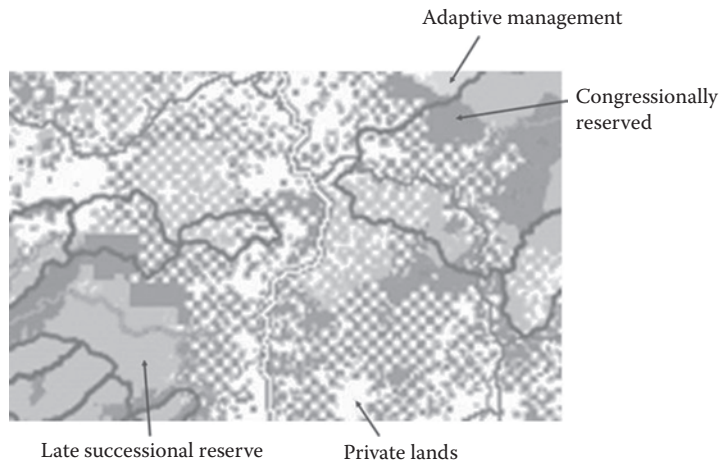 Adaptive management
Congressionally
reserved
Late successional reserve
Private lands